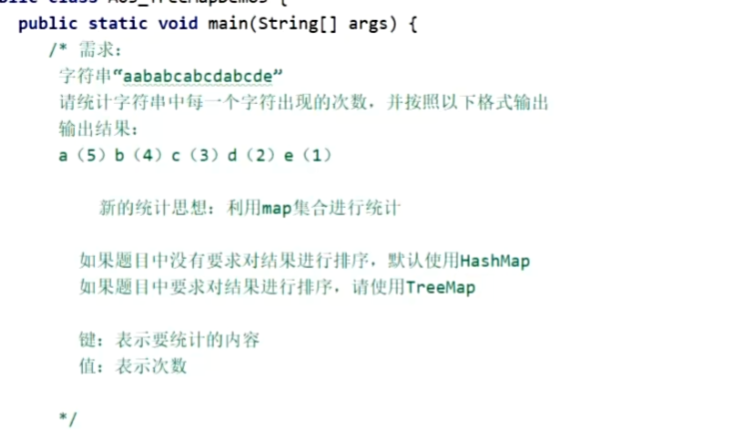 public static void main(String[] args) {
/* 需求：
字符串“aababcabcdabcde”
请统计字符串中每一个字符出现的次数，并按照以下格式输出
输出结果：
a（5）b（4）c（3）d（2）e（1）
新的统计思想：利用map集合进行统计
如果题目中没有要求对结果进行排序，默认使用HashMap
如果题目中要求对结果进行排序，请使用TreeMap
键：表示要统计的内容
值：表示次数
*/